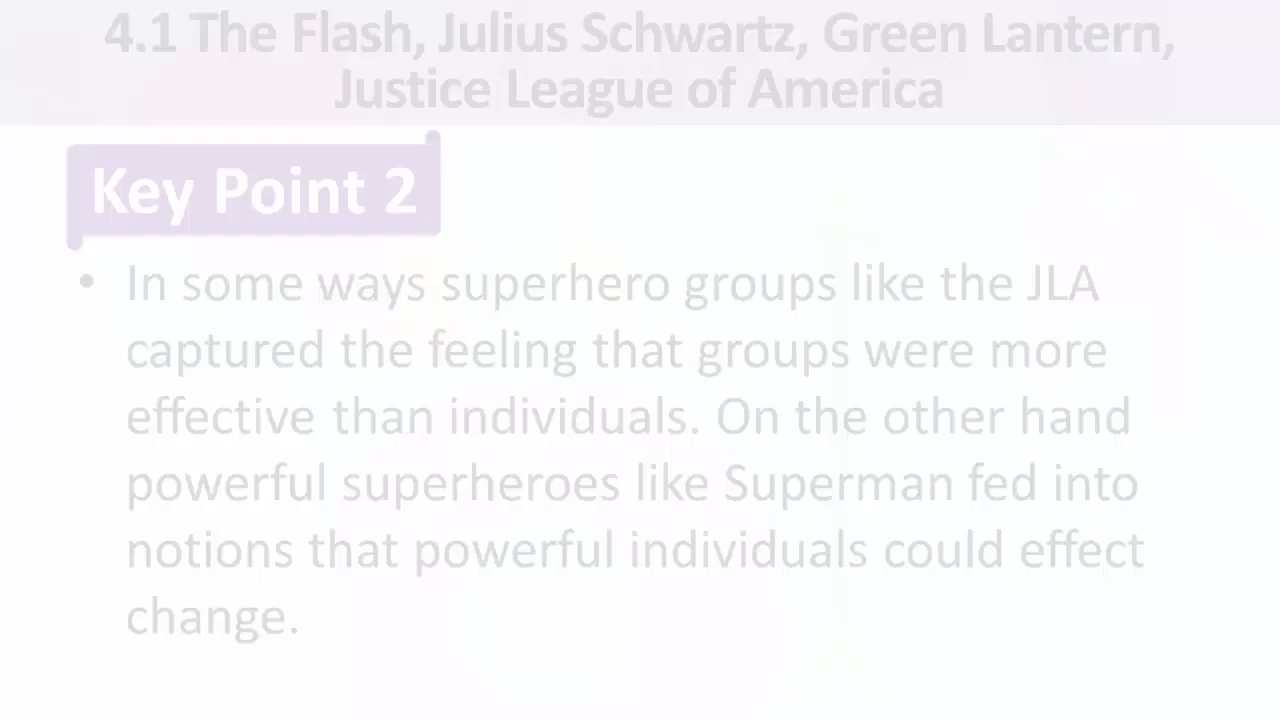 4.1 The Flash, Julius Schwartz, Green Lantern,
Justice League of America
Key Point 2
• In some ways superhero groups like the JLA
captured the feeling that groups were more
effective than individuals. On the other hand
powerful superheroes like Superman fed into
notions that powerful individuals could effect
change.